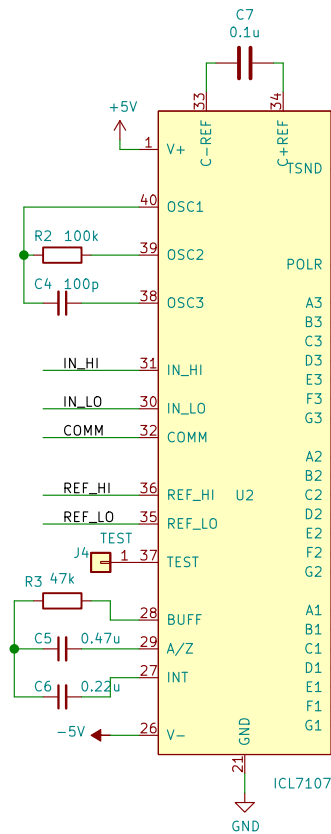 C7
0.1u
33
34
+5V
C-REF
C+REF
1
V+
TSND
40
OSC1
R2 100k
39
OSC2
POLR
C4 100p
38
OSC3
A3
B3
C3
D3
E3
F3
G3
IN_HI
31
IN_HI
IN_LO
30
IN_LO
COMM
32
COMM
A2
B2
C2
D2
E2
F2
G2
REF_HI
36
REF_HI
U2
REF_LO
35
REF_LO
TEST
J4
1
37
TEST
R3 47k
28
BUFF
A1
B1
C1
D1
E1
F1
G1
C5 0.47u
29
A/Z
C6 0.22u
27
INT
-5V
26
V-
GND
21
ICL7107
GND